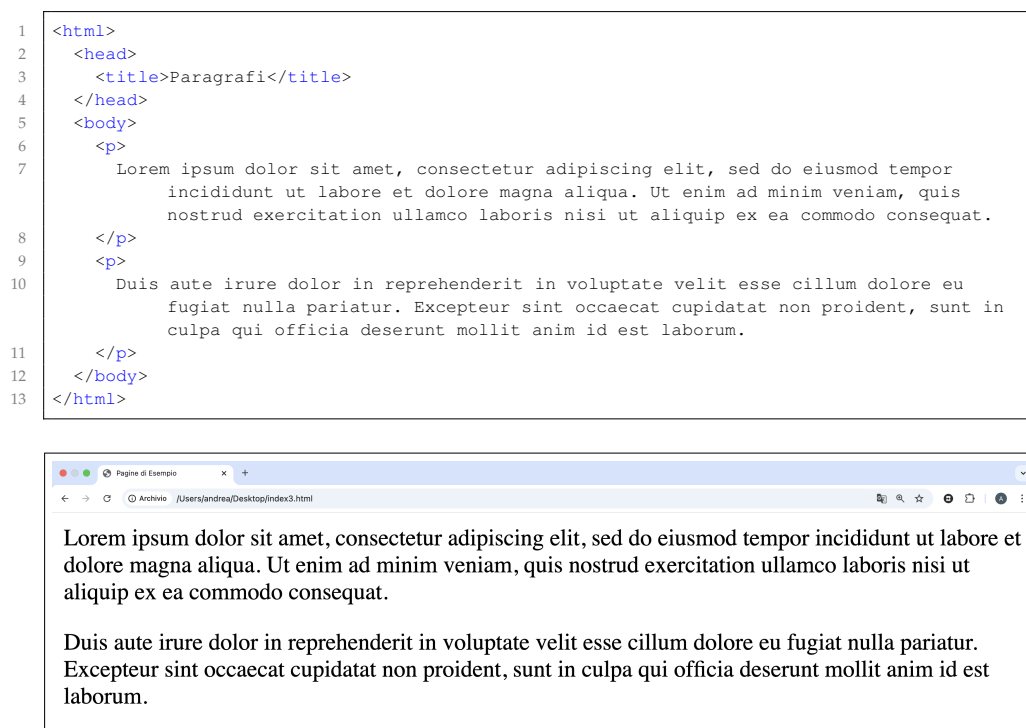 1 <html>
2 <head>
3 <title>Paragrafi</title>
4 </head>
5 <body>
6 <p>
7 Lorem ipsum dolor sit amet, consectetur adipiscing elit, sed do eiusmod tempor
incididunt ut labore et dolore magna aliqua. Ut enim ad minim veniam, quis
nostrud exercitation ullamco laboris nisi ut aliquip ex ea commodo consequat.
8 </p>
9 <p>
10 Duis aute irure dolor in reprehenderit in voluptate velit esse cillum dolore eu
fugiat nulla pariatur. Excepteur sint occaecat cupidatat non proident, sunt in
culpa qui officia deserunt mollit anim id est laborum.
11 </p>
12 </body>
13 </html>
Pagine di Esempio
Archivio /Users/andrea/Desktop/index3.html A
Lorem ipsum dolor sit amet, consectetur adipiscing elit, sed do eiusmod tempor incididunt ut labore et
dolore magna aliqua. Ut enim ad minim veniam, quis nostrud exercitation ullamco laboris nisi ut
aliquip ex ea commodo consequat.
Duis aute irure dolor in reprehenderit in voluptate velit esse cillum dolore eu fugiat nulla pariatur.
Excepteur sint occaecat cupidatat non proident, sunt in culpa qui officia deserunt mollit anim id est
laborum.